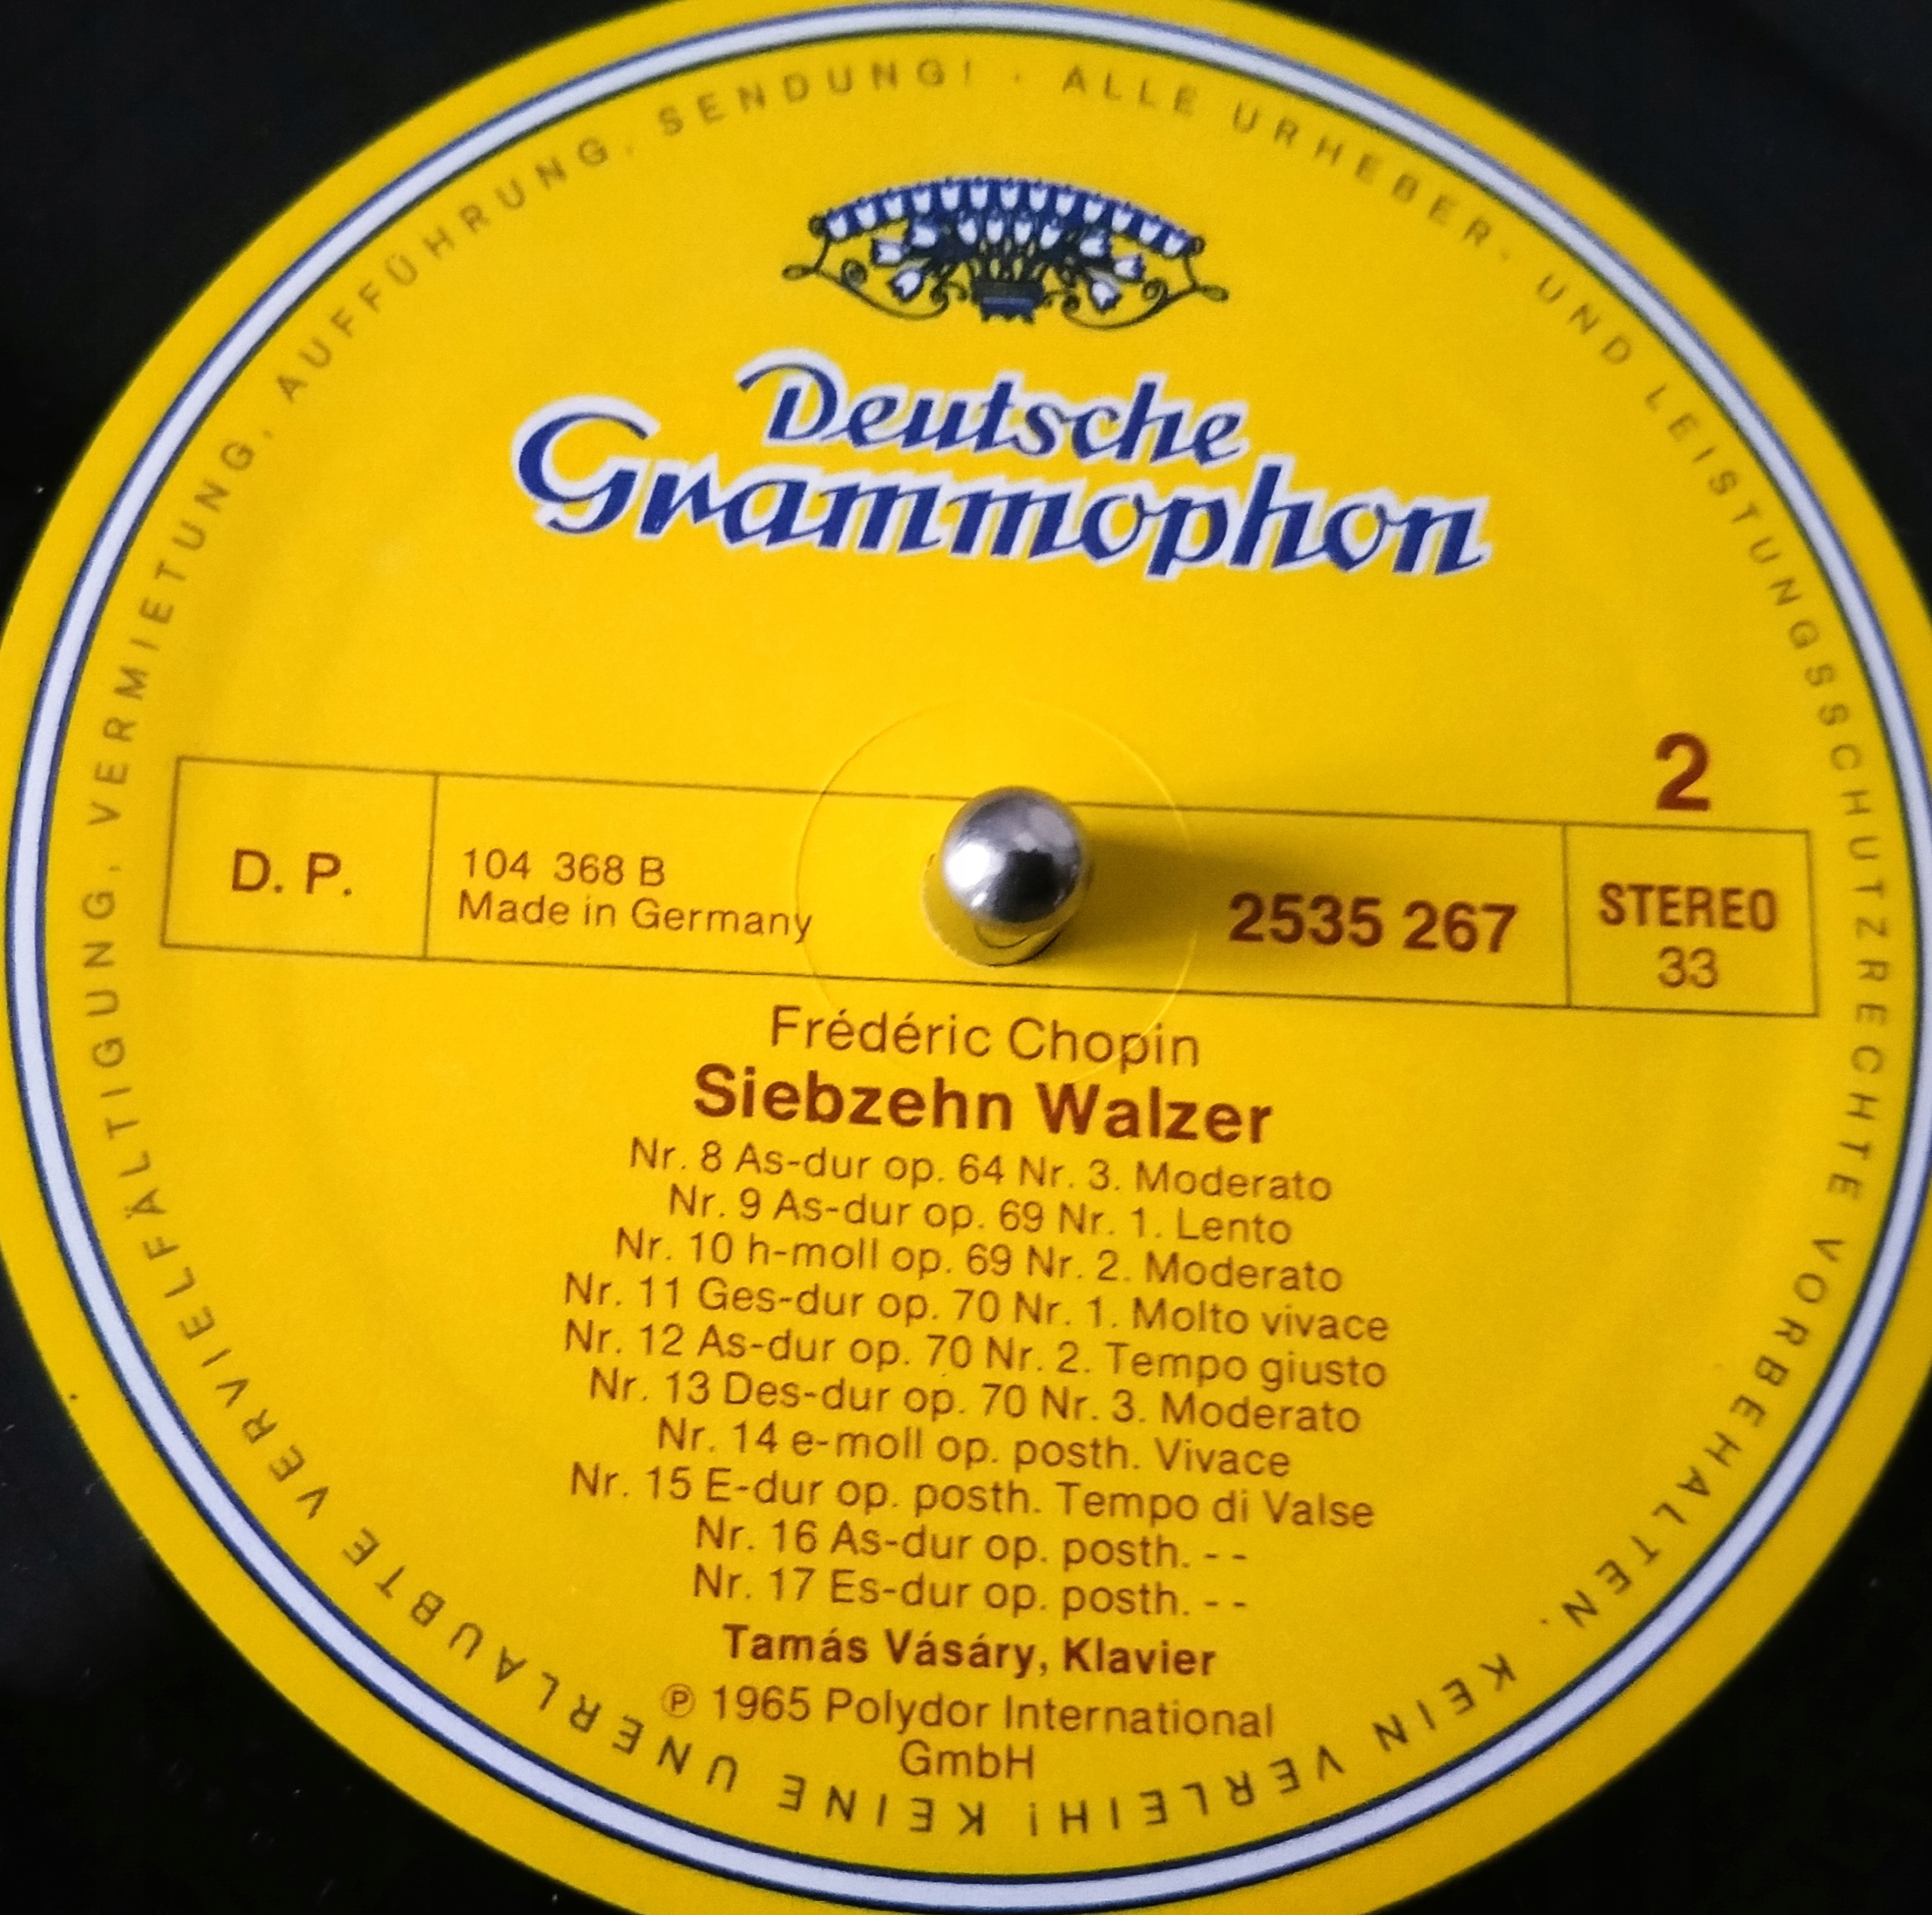 ALLE URHEBER- UND LEISTUNGSSCHUTZRECHTE VORBEHALTEN. KEIN VERLEIH! KEINE UNERLAUBTE VERVIELFÄLTIGUNG, VERMIETUNG, AUFFÜHRUNG, SENDUNG! ·
Deutsche
Grammophon
2
D. P.
104 368 B
Made in Germany
2535 267
STEREO
33
Frédéric Chopin
Siebzehn Walzer
Nr. 8 As-dur op. 64 Nr. 3. Moderato
Nr. 9 As-dur op. 69 Nr. 1. Lento
Nr. 10 h-moll op. 69 Nr. 2. Moderato
Nr. 11 Ges-dur op. 70 Nr. 1. Molto vivace
Nr. 12 As-dur op. 70 Nr. 2. Tempo giusto
Nr. 13 Des-dur op. 70 Nr. 3. Moderato
Nr. 14 e-moll op. posth. Vivace
Nr. 15 E-dur op. posth. Tempo di Valse
Nr. 16 As-dur op. posth. - -
Nr. 17 Es-dur op. posth. - -
Tamás Vásáry, Klavier
℗ 1965 Polydor International
GmbH